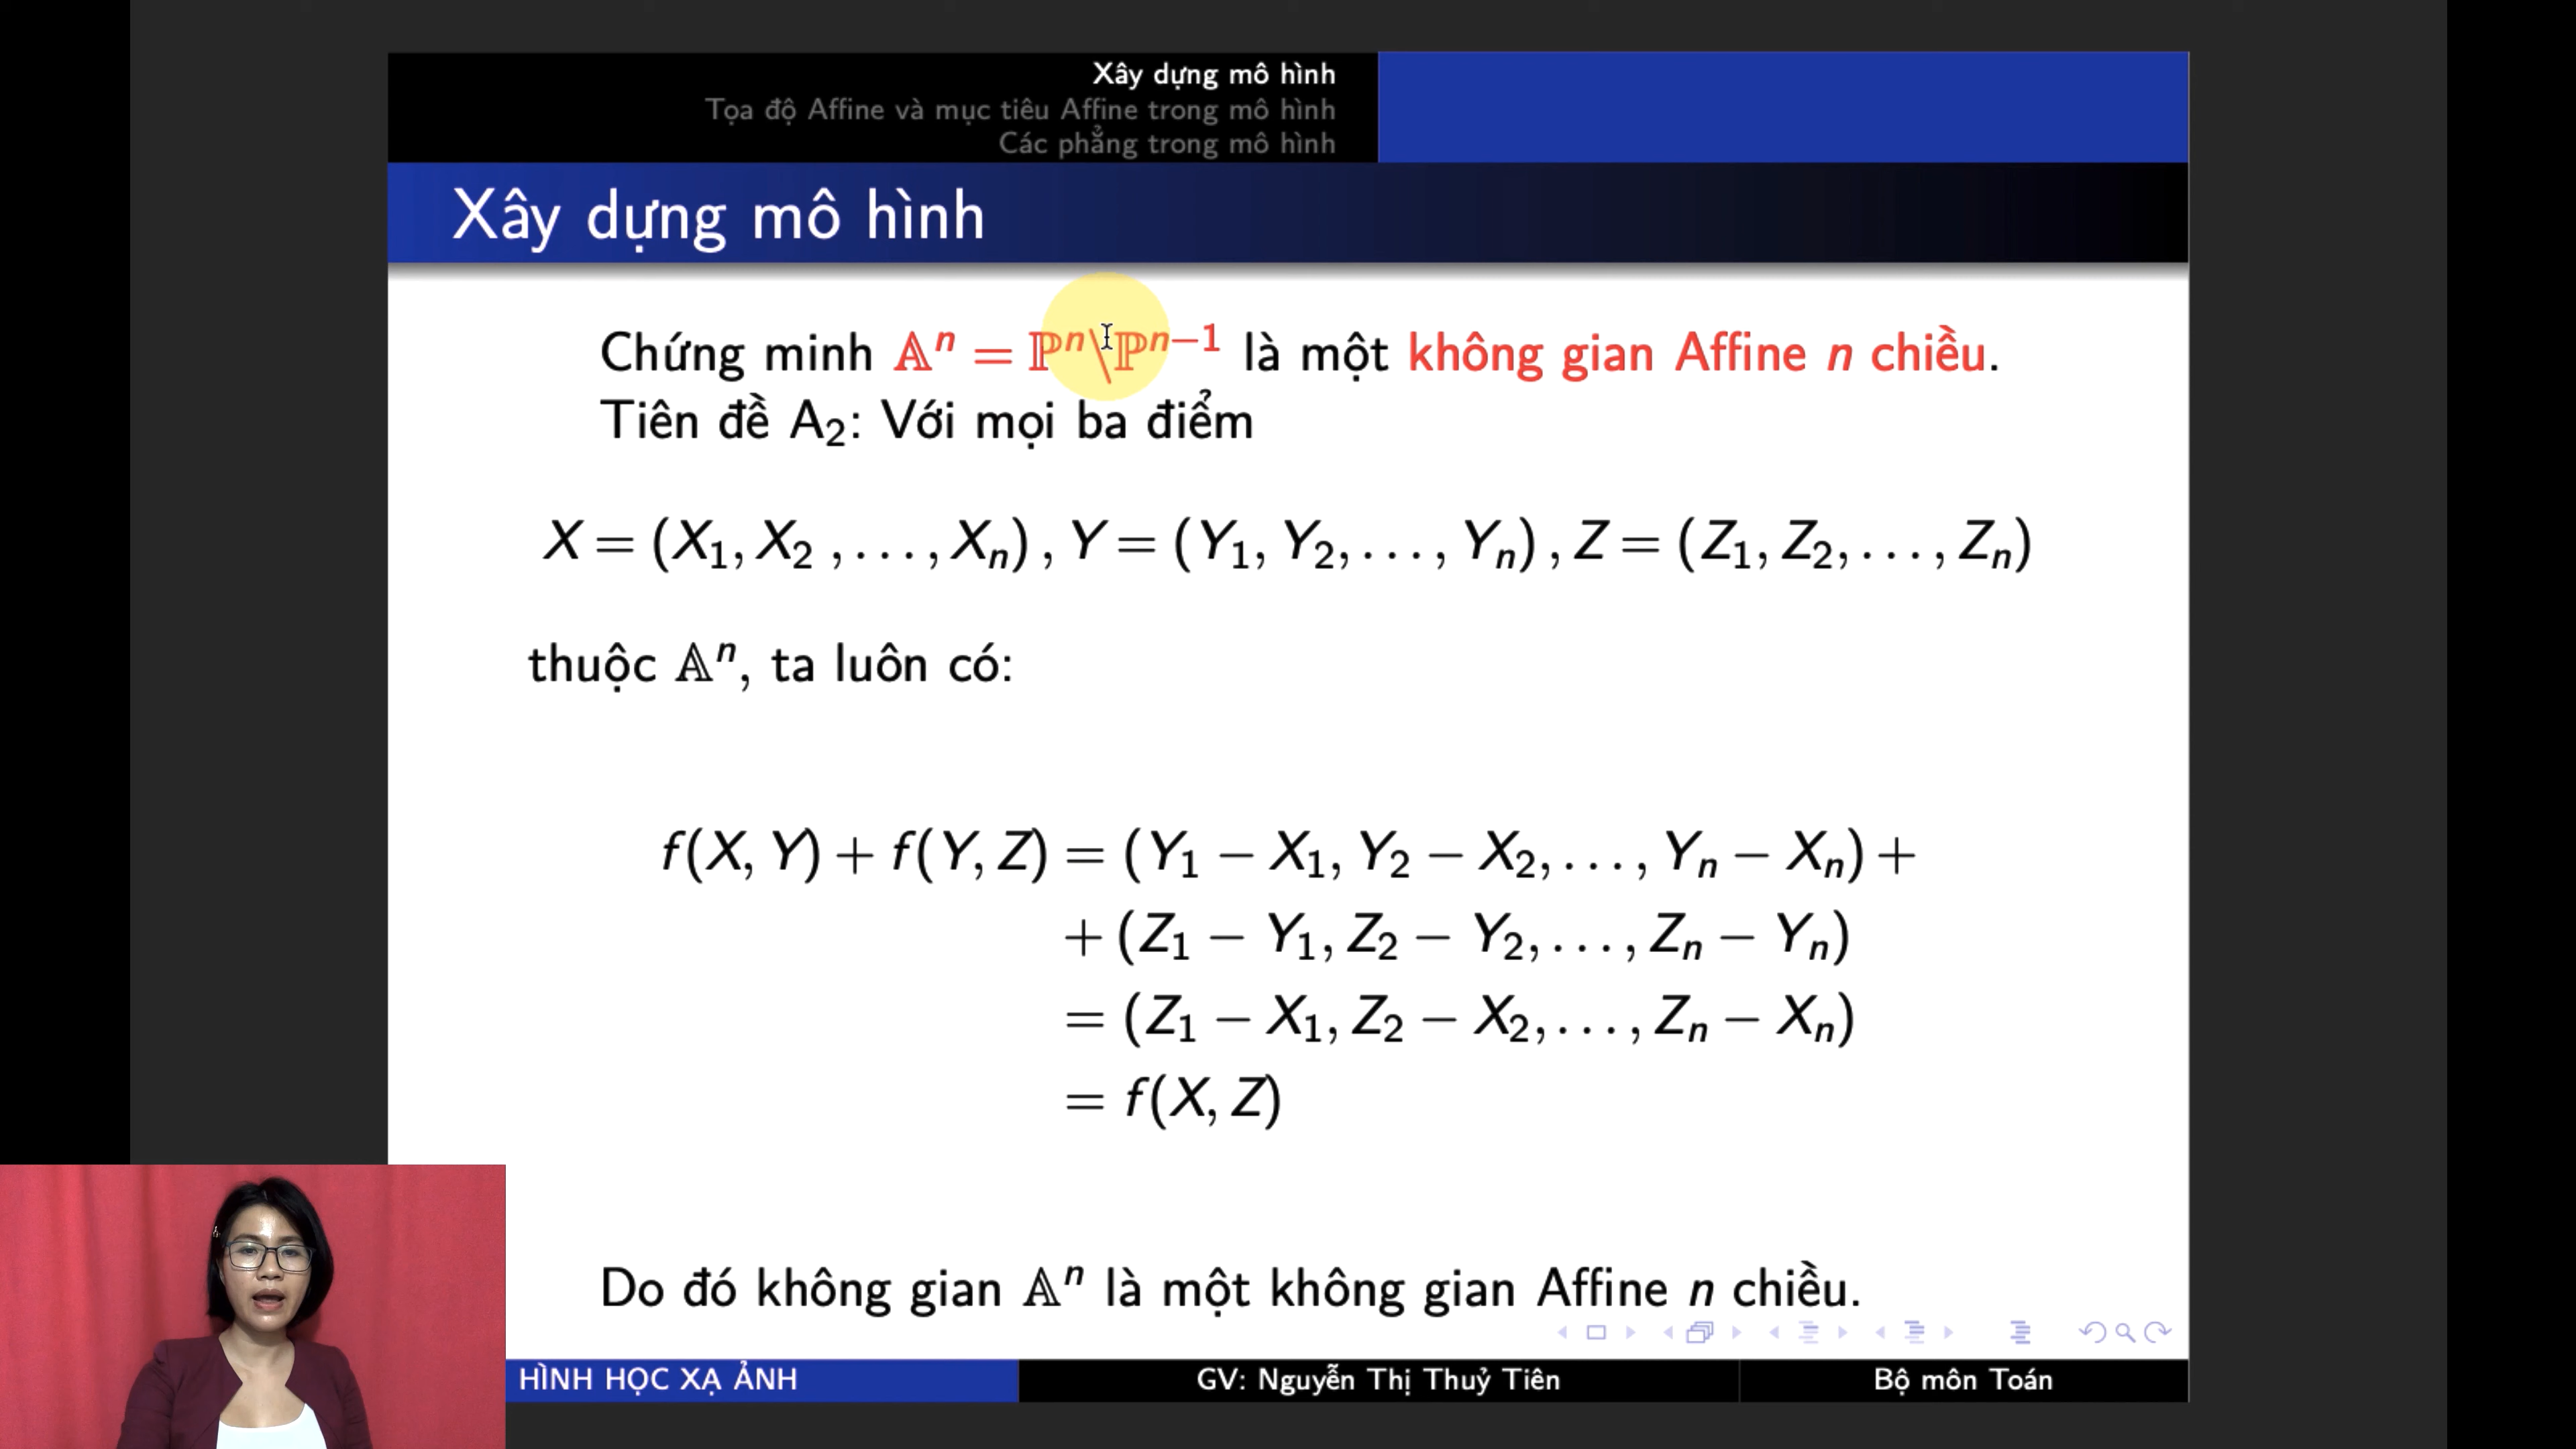 Xây dựng mô hình
Tọa độ Affine và mục tiêu Affine trong mô hình
Các phẳng trong mô hình
Xây dựng mô hình
Chứng minh 𝔸ⁿ = ℙⁿ\ℙⁿ⁻¹ là một không gian Affine n chiều.
Tiên đề A₂: Với mọi ba điểm
X = (X₁, X₂ , . . . , Xₙ) , Y = (Y₁, Y₂, . . . , Yₙ) , Z = (Z₁, Z₂, . . . , Zₙ)
thuộc 𝔸ⁿ, ta luôn có:
f(X, Y) + f(Y, Z) = (Y₁ − X₁, Y₂ − X₂, . . . , Yₙ − Xₙ) +
+ (Z₁ − Y₁, Z₂ − Y₂, . . . , Zₙ − Yₙ)
= (Z₁ − X₁, Z₂ − X₂, . . . , Zₙ − Xₙ)
= f(X, Z)
Do đó không gian 𝔸ⁿ là một không gian Affine n chiều.
HÌNH HỌC XẠ ẢNH
GV: Nguyễn Thị Thuỷ Tiên
Bộ môn Toán